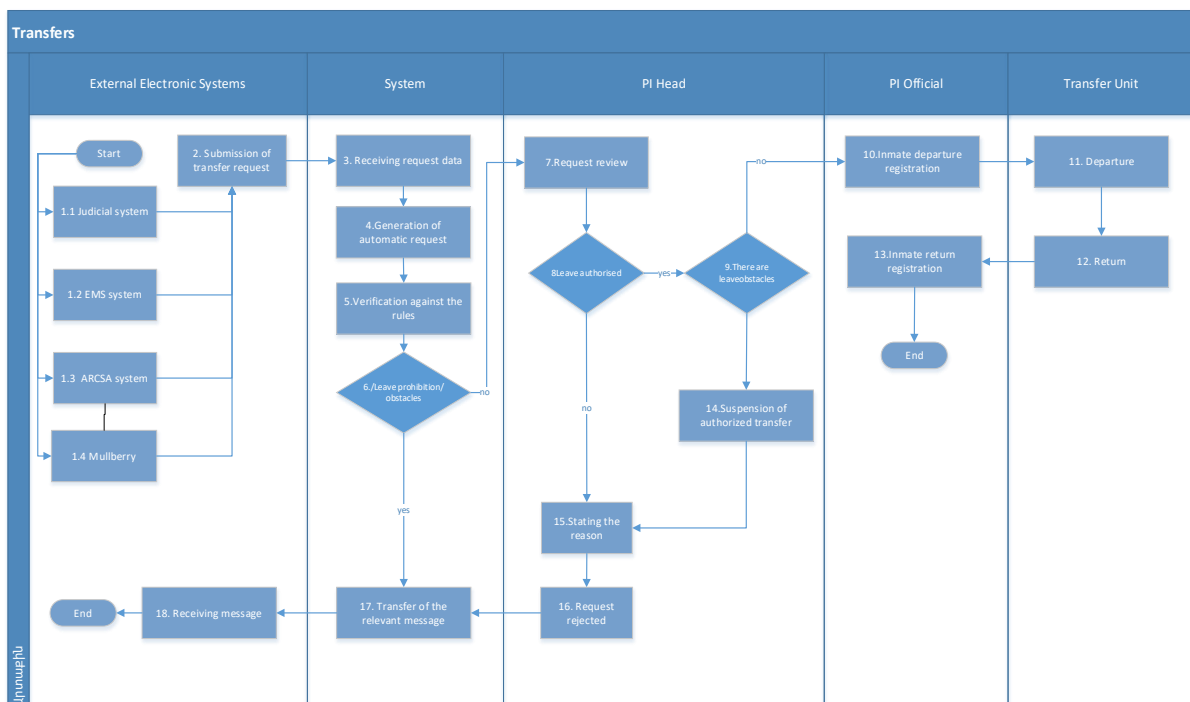 Transfers
External Electronic Systems
System
PI Head
PI Official
Transfer Unit
Start
2. Submission of
transfer request
3. Receiving request data
7.Request review
no
10.Inmate departure
registration
11. Departure
1.1 Judicial system
4.Generation of
automatic request
8Leave authorised
yes
9.There are
leaveobstacles
13.Inmate return
registration
12. Return
1.2 EMS system
5.Verification against the
rules
End
1.3 ARCSA system
6./Leave prohibition/
obstacles
no
no
14.Suspension of
authorized transfer
1.4 Mullberry
yes
15.Stating the
reason
End
18. Receiving message
17. Transfer of the
relevant message
16. Request
rejected